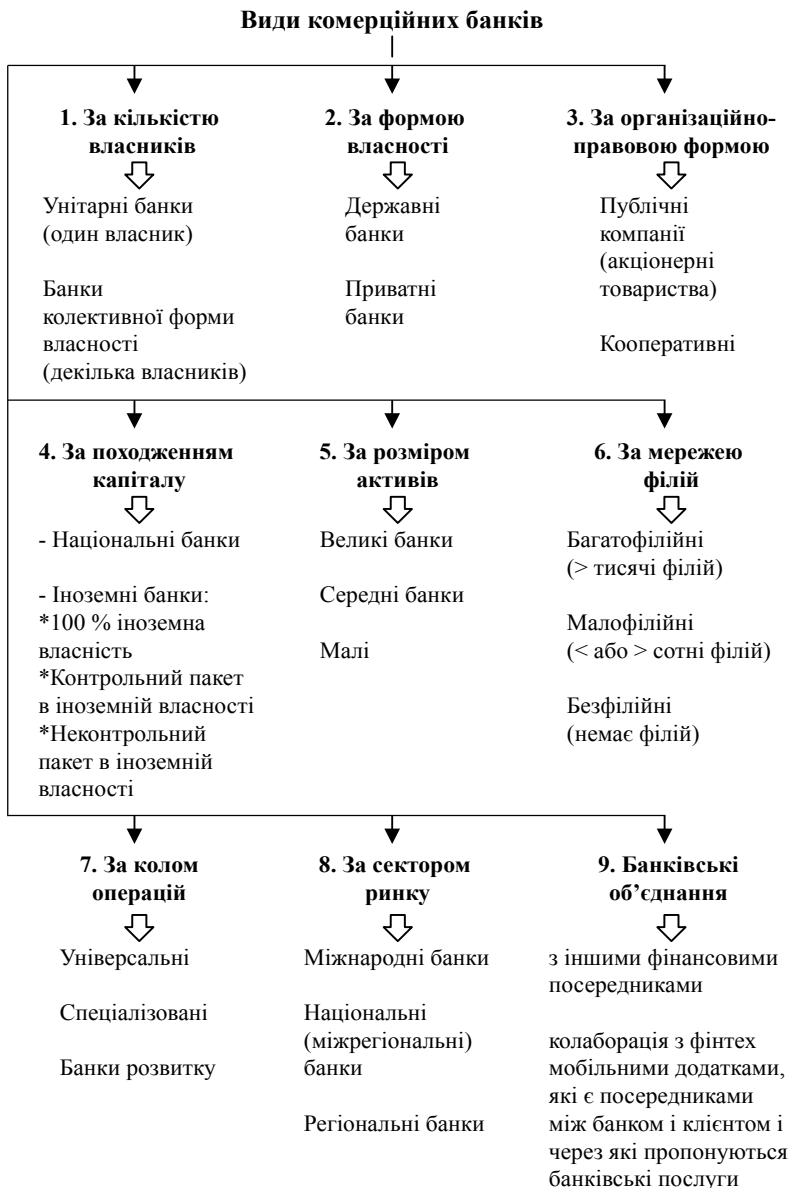 Види комерційних банків
1. За кількістю
власників
Унітарні банки
(один власник)
Банки
колективної форми
власності
(декілька власників)
2. За формою
власності
Державні
банки
Приватні
банки
3. За організаційно-
правовою формою
Публічні
компанії
(акціонерні
товариства)
Кооперативні
4. За походженням
капіталу
- Національні банки
- Іноземні банки:
*100 % іноземна
власність
*Контрольний пакет
в іноземній власності
*Неконтрольний
пакет в іноземній
власності
5. За розміром
активів
Великі банки
Середні банки
Малі
6. За мережею
філій
Багатофілійні
(> тисячі філій)
Малофілійні
(< або > сотні філій)
Безфілійні
(немає філій)
7. За колом
операцій
Універсальні
Спеціалізовані
Банки розвитку
8. За сектором
ринку
Міжнародні банки
Національні
(міжрегіональні)
банки
Регіональні банки
9. Банківські
об’єднання
з іншими фінансовими
посередниками
колаборація з фінтех
мобільними додатками,
які є посередниками
між банком і клієнтом і
через які пропонуються
банківські послуги